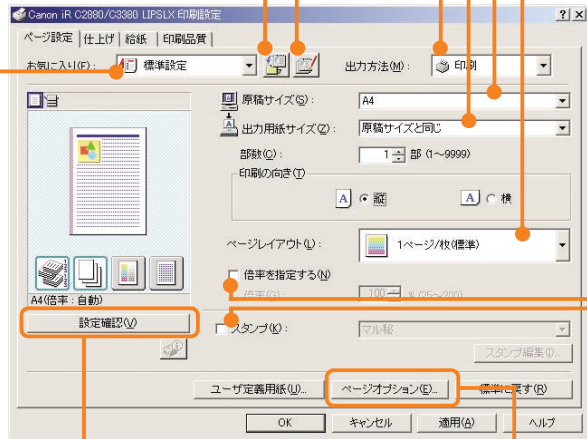 Canon iR C2880/C3380 LIPSLX 印刷設定
ページ設定 仕上げ 給紙 印刷品質
お気に入り(F): 標準設定 出力方法(M): 印刷
原稿サイズ(S): A4
出力用紙サイズ(Z): 原稿サイズと同じ
部数(C): 1 部 (1～9999)
印刷の向き(T)
A 縦 A 横
ページレイアウト(L): 1ページ/枚(標準)
倍率を指定する(N)
倍率(G): 100 % (25～200)
A4(倍率:自動)
設定確認(V)
スタンプ(K): マル秘
スタンプ編集(D)...
ユーザ定義用紙(U)... ページオプション(E)... 標準に戻す(R)
OK キャンセル 適用(A) ヘルプ